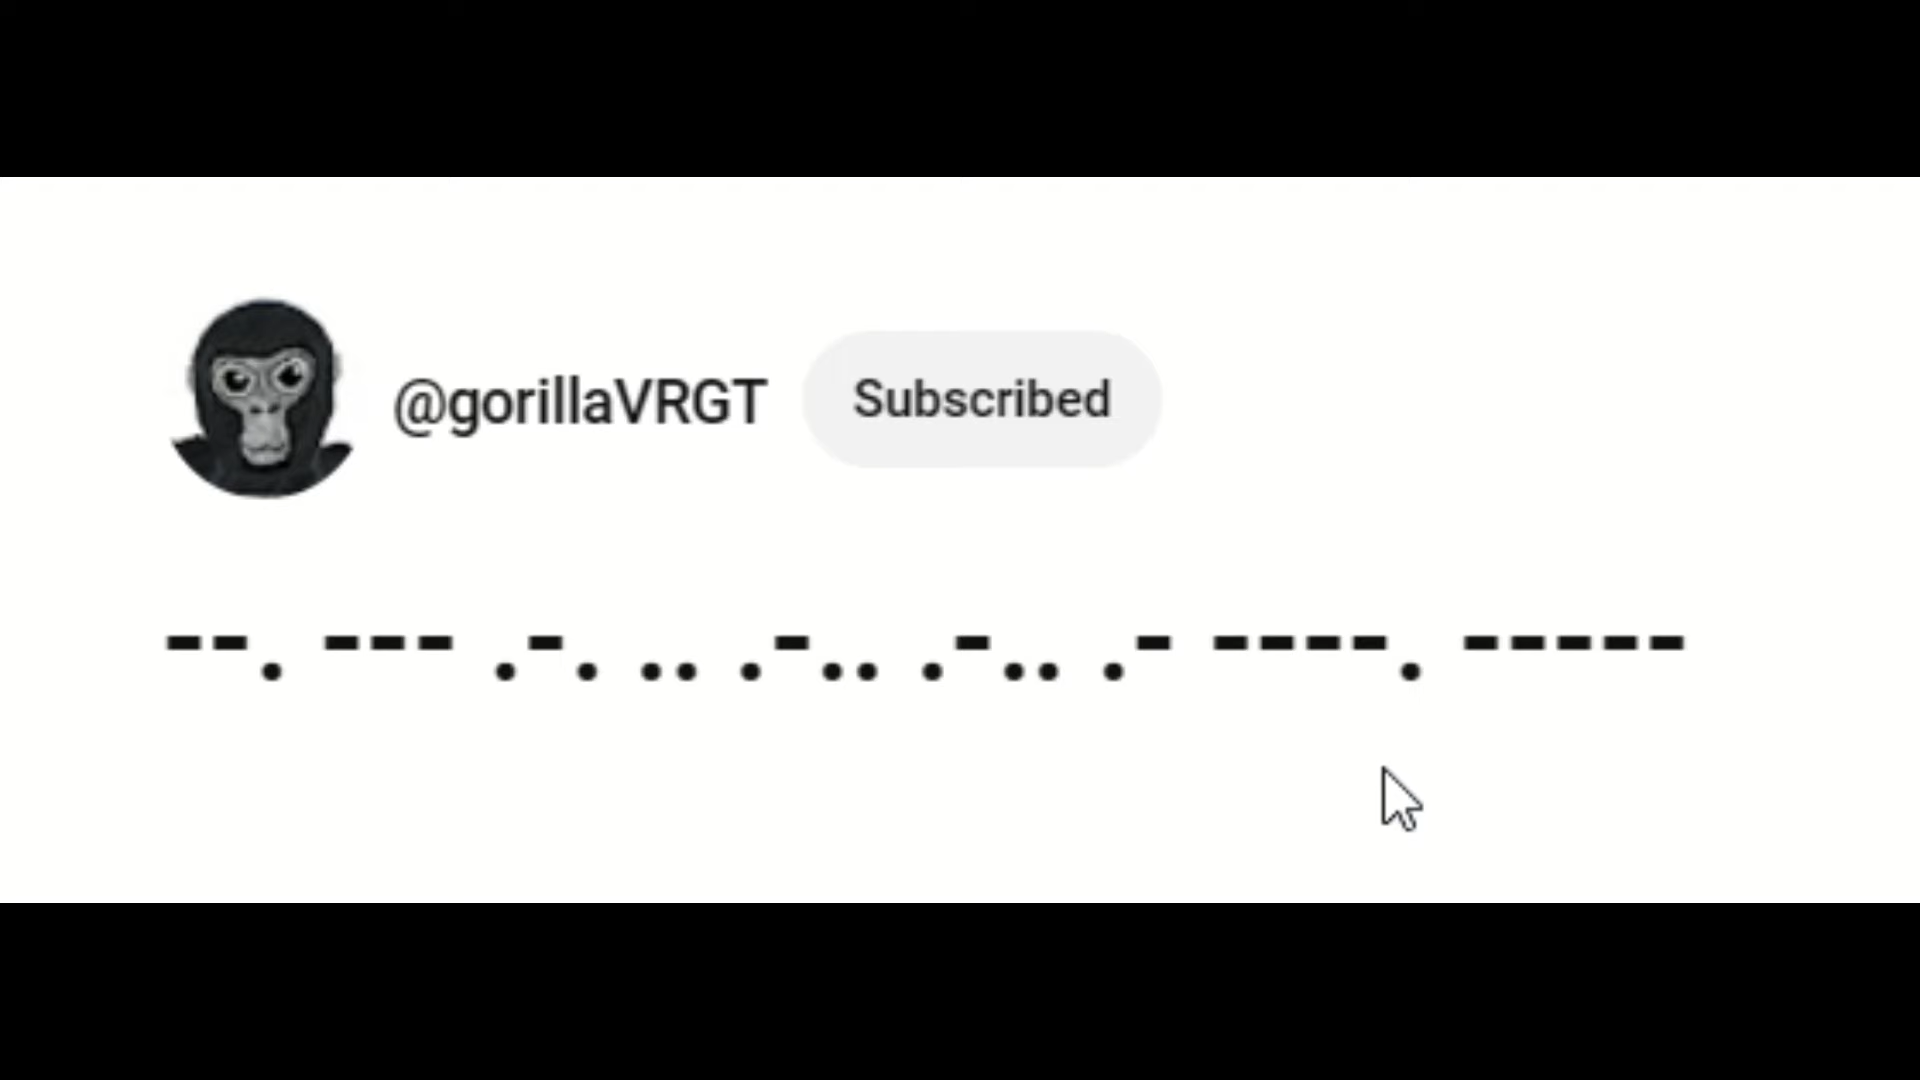 @gorillaVRGT Subscribed
--. --- .-. .. .-.. .-.. .- ----. -----